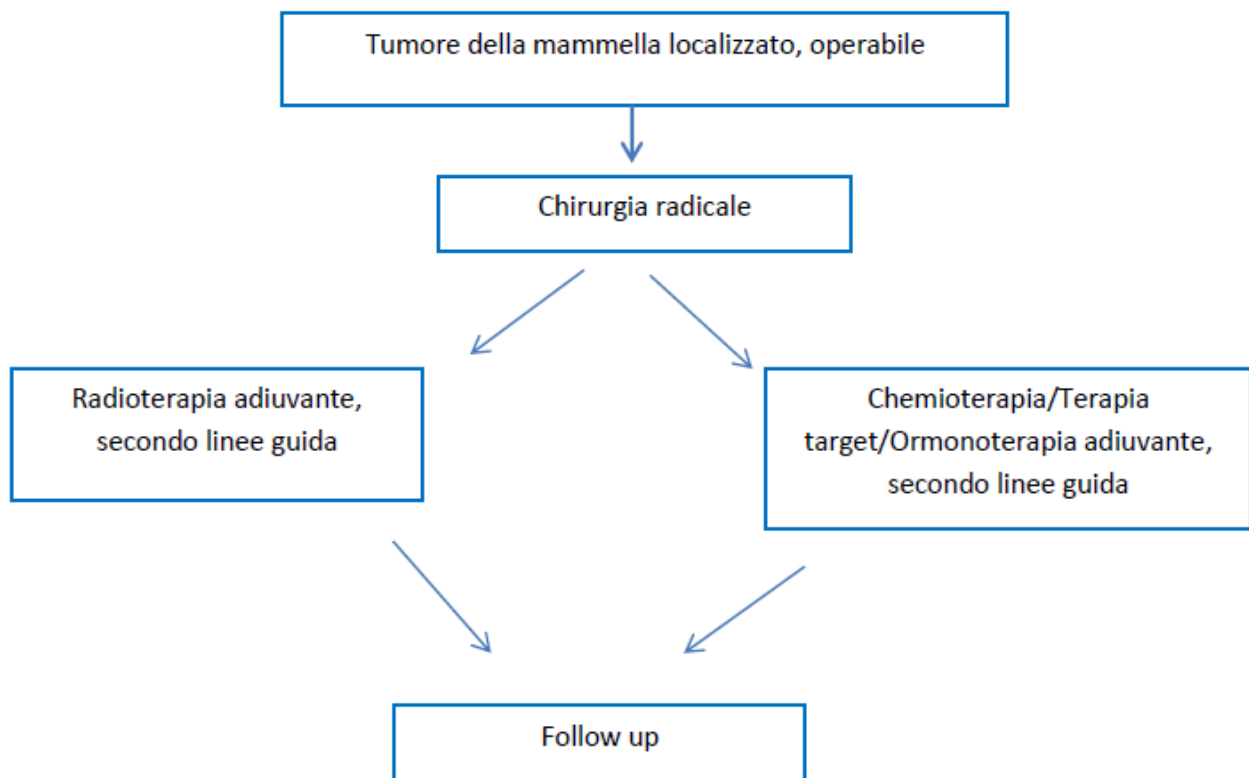 Tumore della mammella localizzato, operabile
Chirurgia radicale
Radioterapia adiuvante,
secondo linee guida
Chemioterapia/Terapia
target/Ormonoterapia adiuvante,
secondo linee guida
Follow up